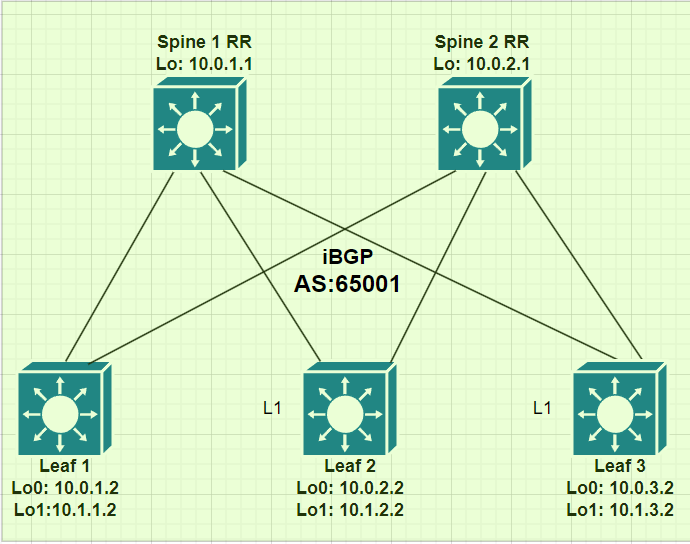 Spine 1 RR
Lo: 10.0.1.1
Spine 2 RR
Lo: 10.0.2.1
iBGP
AS:65001
L1
L1
Leaf 1
Lo0: 10.0.1.2
Lo1:10.1.1.2
Leaf 2
Lo0: 10.0.2.2
Lo1: 10.1.2.2
Leaf 3
Lo0: 10.0.3.2
Lo1: 10.1.3.2